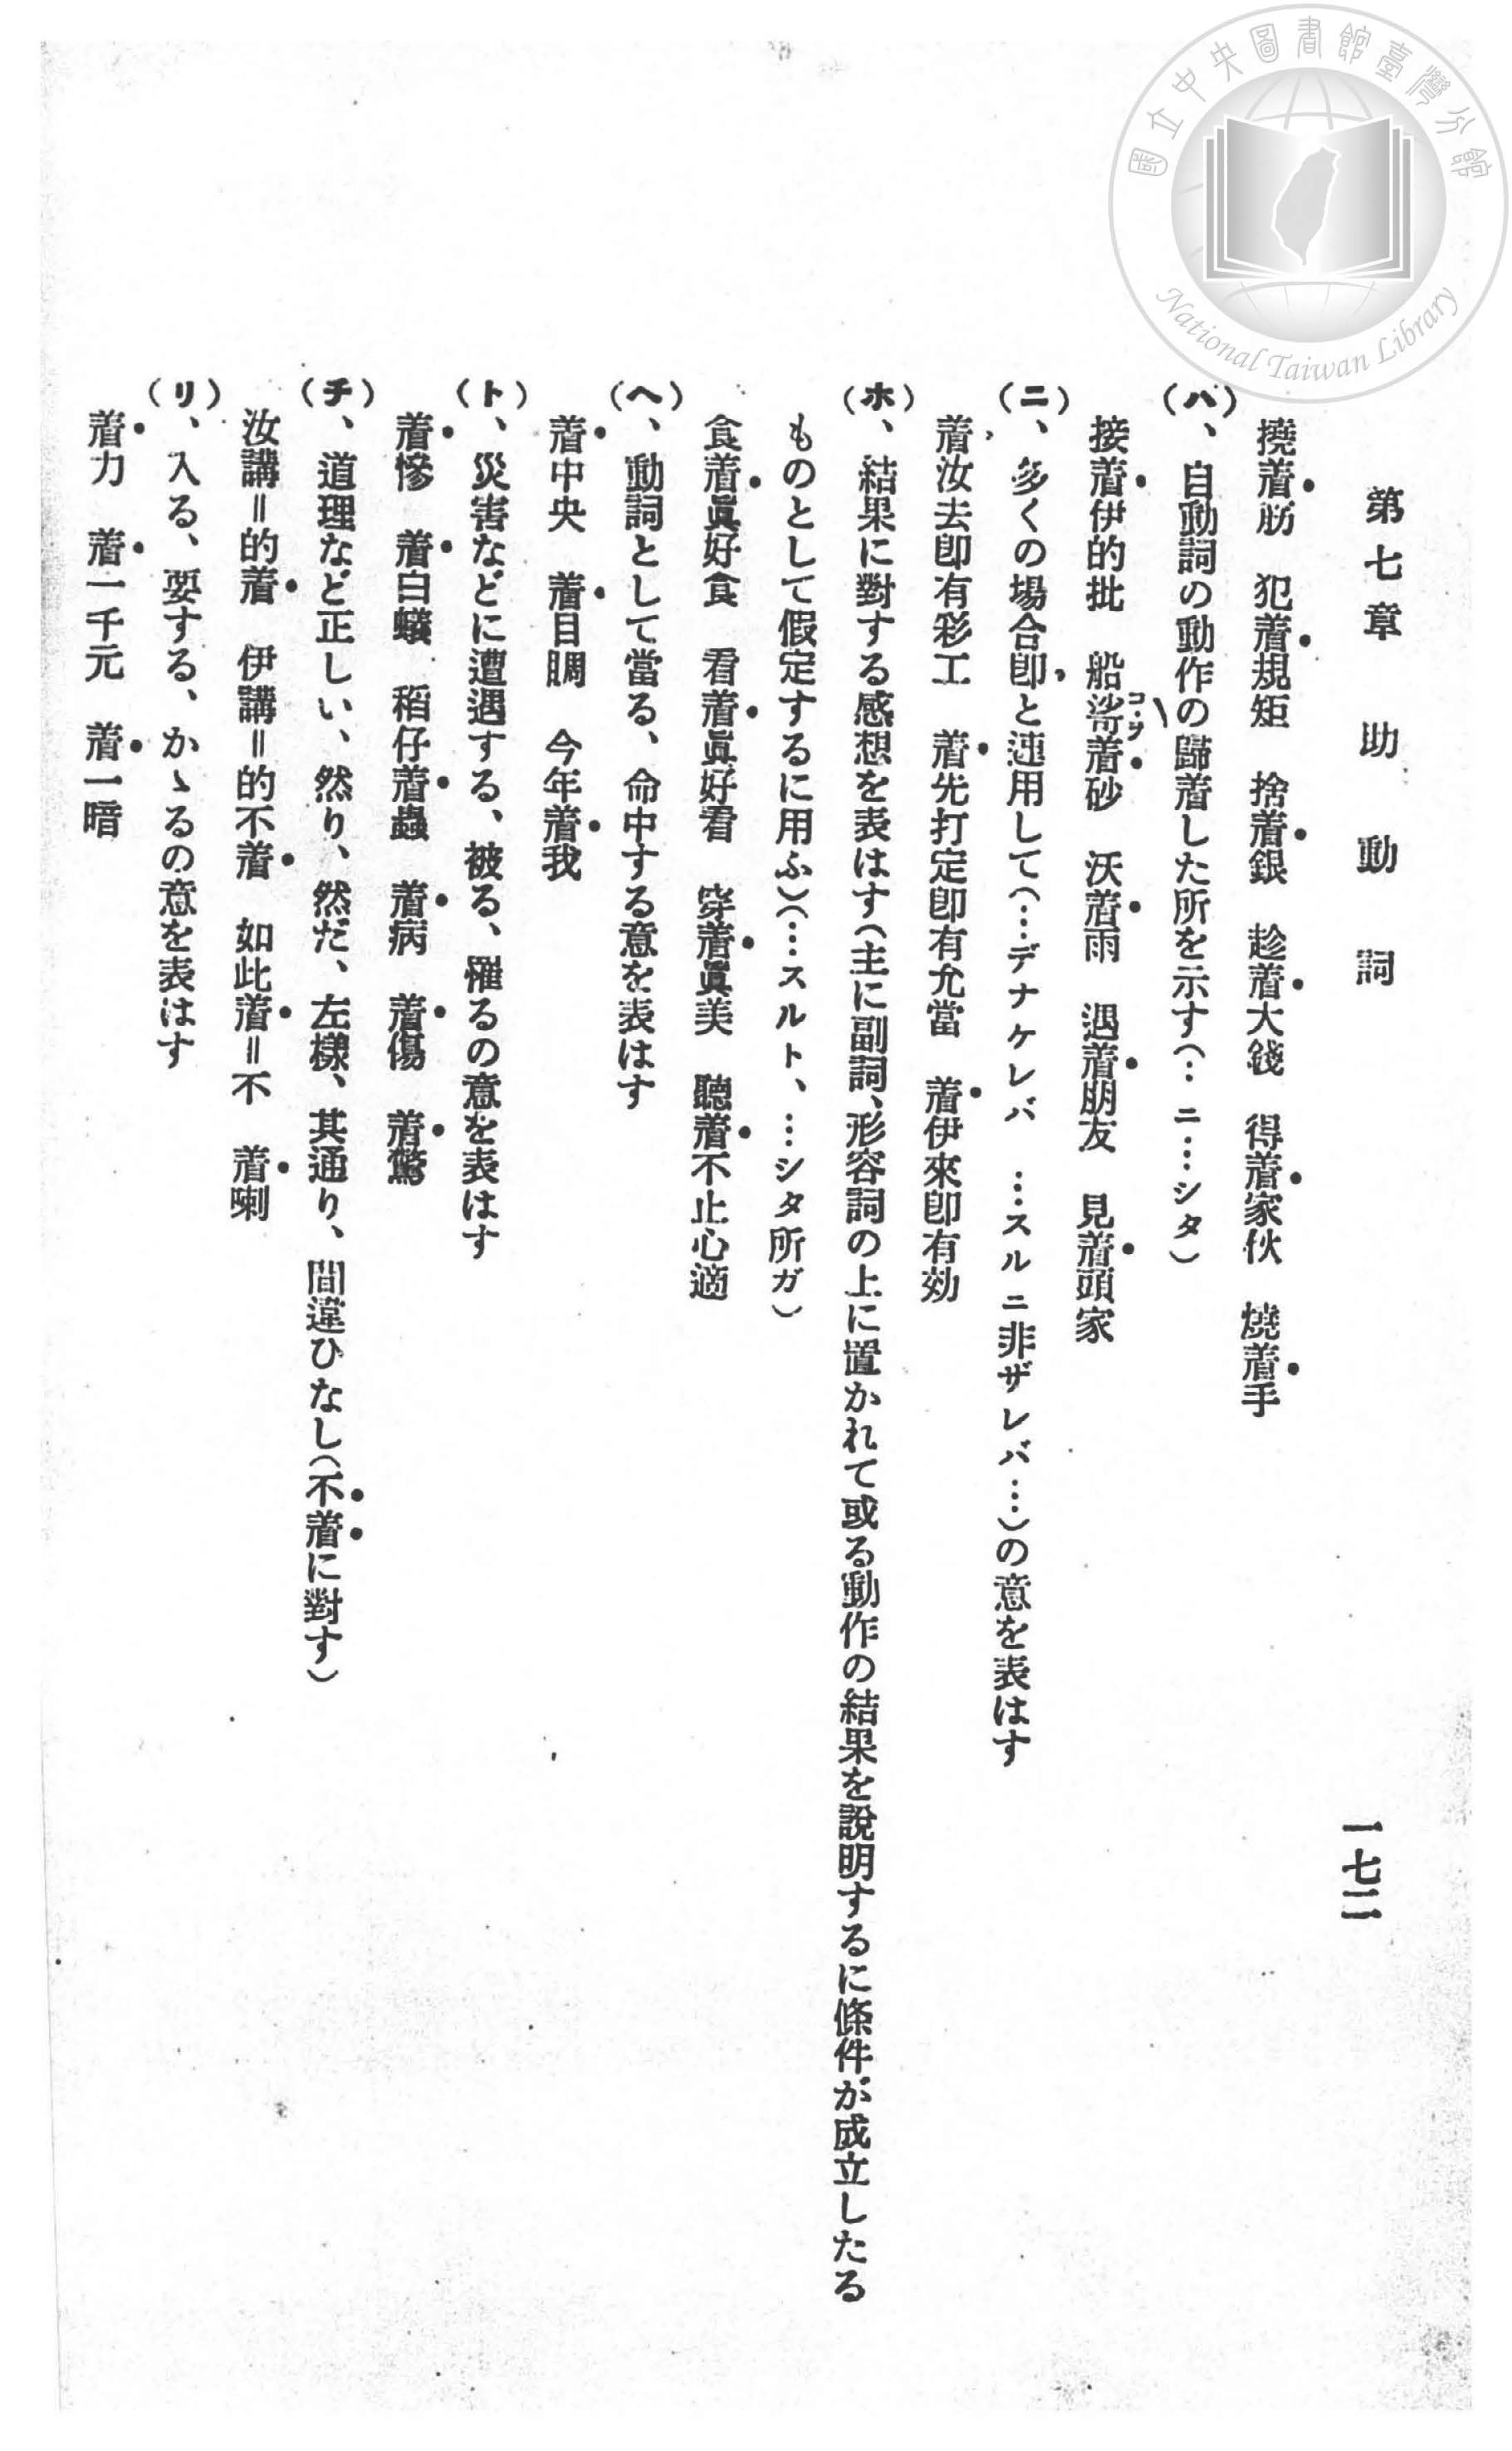 國立中央圖書館臺灣分館
National Taiwan Library
第七章 助動詞
一七二
撓着筋 犯着規矩 捨着銀 趁着大錢 得着家伙 燒着手
(ハ)、自動詞の動作の歸着した所を示す(…ニ…シタ)
接着伊的批 船 着砂 沃着雨 遇着朋友 見着頭家
(ニ)、多くの場合卽と連用して(…デナケレバ …スルニ非ザレバ…)の意を表はす
着汝去卽有彩工 着先打定卽有允當 着伊來卽有効
(ホ)、結果に對する感想を表はす(主に副詞、形容詞の上に置かれて或る動作の結果を說明するに條件が成立したる
ものとして假定するに用ふ)(…スルト、…シタ所ガ)
食着眞好食 看着眞好看 穿着眞美 聽着不止心適
(ヘ)、動詞として當る、命中する意を表はす
着中央 着目睭 今年着我
(ト)、災害などに遭遇する、被る、罹るの意を表はす
着慘 着白蟻 稻仔着蟲 着病 着傷 着驚
(チ)、道理など正しい、然り、然だ、左樣、其通り、間違ひなし(不着に對す)
汝講＝的着 伊講＝的不着 如此着＝不 着喇
(リ)、入る、要する、かゝるの意を表はす
着力 着一千元 着一暗